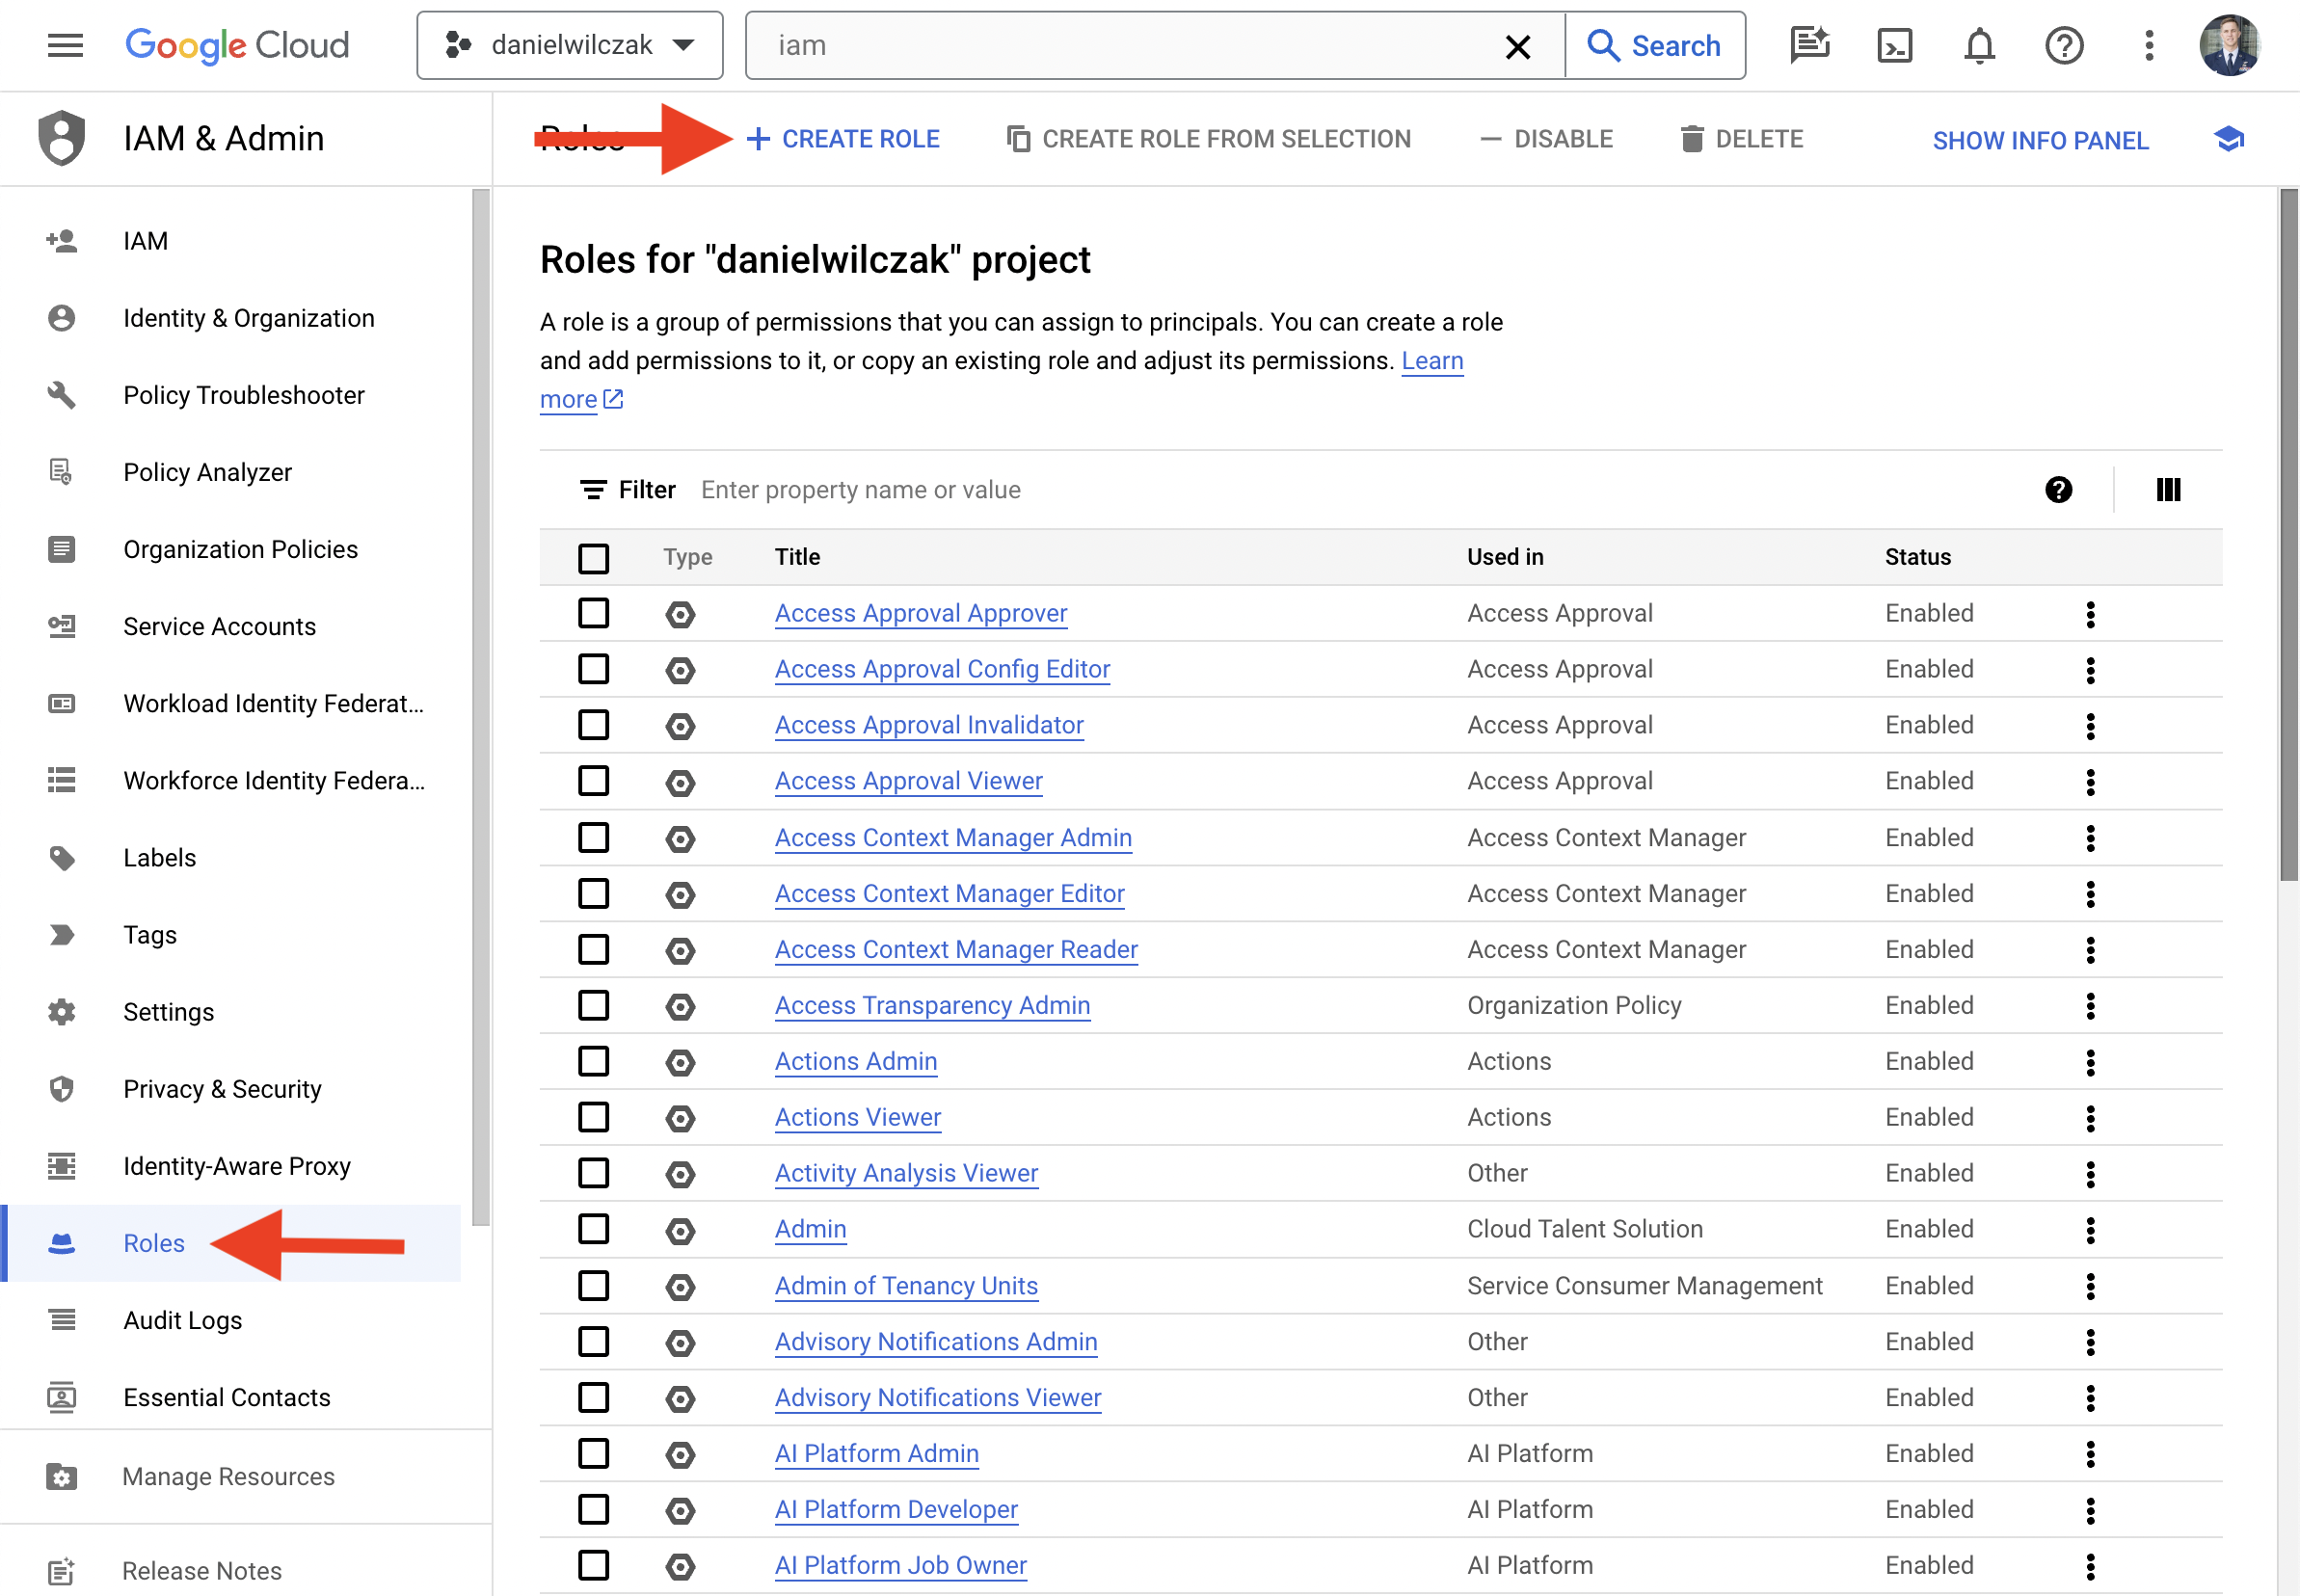 Google Cloud
danielwilczak
iam
Search
IAM & Admin
Roles
CREATE ROLE
CREATE ROLE FROM SELECTION
DISABLE
DELETE
SHOW INFO PANEL
IAM
Identity & Organization
Policy Troubleshooter
Policy Analyzer
Organization Policies
Service Accounts
Workload Identity Federat...
Workforce Identity Federa...
Labels
Tags
Settings
Privacy & Security
Identity-Aware Proxy
Roles
Audit Logs
Essential Contacts
Manage Resources
Release Notes
Roles for "danielwilczak" project
A role is a group of permissions that you can assign to principals. You can create a role
and add permissions to it, or copy an existing role and adjust its permissions. Learn
more
Filter Enter property name or value
Type Title Used in Status
Access Approval Approver Access Approval Enabled
Access Approval Config Editor Access Approval Enabled
Access Approval Invalidator Access Approval Enabled
Access Approval Viewer Access Approval Enabled
Access Context Manager Admin Access Context Manager Enabled
Access Context Manager Editor Access Context Manager Enabled
Access Context Manager Reader Access Context Manager Enabled
Access Transparency Admin Organization Policy Enabled
Actions Admin Actions Enabled
Actions Viewer Actions Enabled
Activity Analysis Viewer Other Enabled
Admin Cloud Talent Solution Enabled
Admin of Tenancy Units Service Consumer Management Enabled
Advisory Notifications Admin Other Enabled
Advisory Notifications Viewer Other Enabled
AI Platform Admin AI Platform Enabled
AI Platform Developer AI Platform Enabled
AI Platform Job Owner AI Platform Enabled